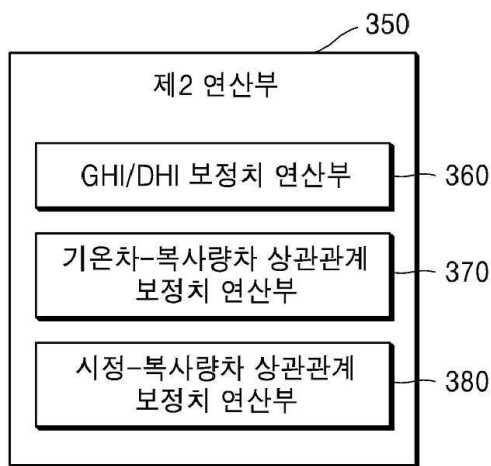 350
제2 연산부
GHI/DHI 보정치 연산부
360
기온차-복사량차 상관관계
보정치 연산부
370
시정-복사량차 상관관계
보정치 연산부
380